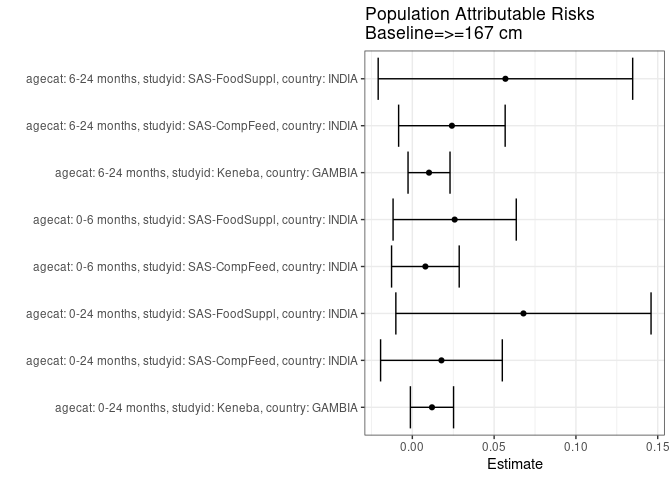 Population Attributable Risks
Baseline=>=167 cm
agecat: 6-24 months, studyid: SAS-FoodSuppl, country: INDIA
agecat: 6-24 months, studyid: SAS-CompFeed, country: INDIA
agecat: 6-24 months, studyid: Keneba, country: GAMBIA
agecat: 0-6 months, studyid: SAS-FoodSuppl, country: INDIA
agecat: 0-6 months, studyid: SAS-CompFeed, country: INDIA
agecat: 0-24 months, studyid: SAS-FoodSuppl, country: INDIA
agecat: 0-24 months, studyid: SAS-CompFeed, country: INDIA
agecat: 0-24 months, studyid: Keneba, country: GAMBIA
0.00 0.05 0.10 0.15
Estimate